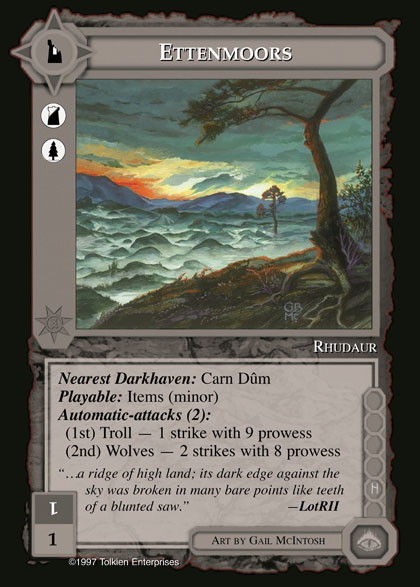 ETTENMOORS
GB
Mc
RHUDAUR
Nearest Darkhaven: Carn Dûm
Playable: Items (minor)
Automatic-attacks (2):
(1st) Troll — 1 strike with 9 prowess
(2nd) Wolves — 2 strikes with 8 prowess
“…a ridge of high land; its dark edge against the
sky was broken in many bare points like teeth
of a blunted saw.” –LotRII
H
1
1
ART BY GAIL MCINTOSH
©1997 Tolkien Enterprises